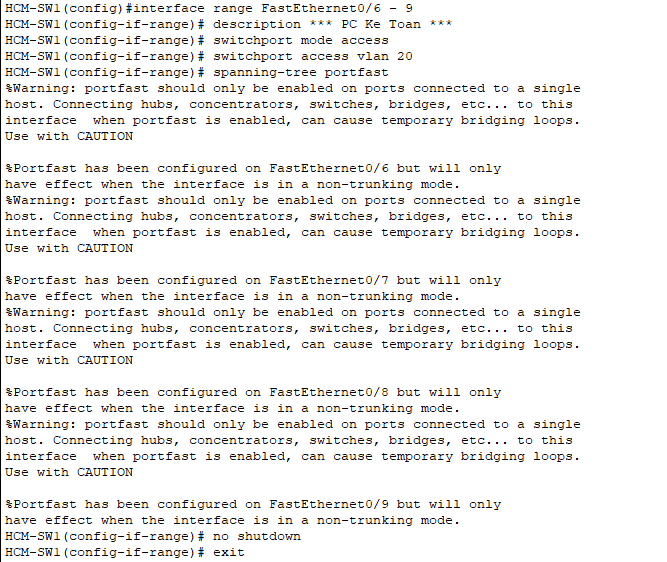 HCM-SW1(config)#interface range FastEthernet0/6 - 9
HCM-SW1(config-if-range)# description *** PC Ke Toan ***
HCM-SW1(config-if-range)# switchport mode access
HCM-SW1(config-if-range)# switchport access vlan 20
HCM-SW1(config-if-range)# spanning-tree portfast
%Warning: portfast should only be enabled on ports connected to a single
host. Connecting hubs, concentrators, switches, bridges, etc... to this
interface  when portfast is enabled, can cause temporary bridging loops.
Use with CAUTION

%Portfast has been configured on FastEthernet0/6 but will only
have effect when the interface is in a non-trunking mode.
%Warning: portfast should only be enabled on ports connected to a single
host. Connecting hubs, concentrators, switches, bridges, etc... to this
interface  when portfast is enabled, can cause temporary bridging loops.
Use with CAUTION

%Portfast has been configured on FastEthernet0/7 but will only
have effect when the interface is in a non-trunking mode.
%Warning: portfast should only be enabled on ports connected to a single
host. Connecting hubs, concentrators, switches, bridges, etc... to this
interface  when portfast is enabled, can cause temporary bridging loops.
Use with CAUTION

%Portfast has been configured on FastEthernet0/8 but will only
have effect when the interface is in a non-trunking mode.
%Warning: portfast should only be enabled on ports connected to a single
host. Connecting hubs, concentrators, switches, bridges, etc... to this
interface  when portfast is enabled, can cause temporary bridging loops.
Use with CAUTION

%Portfast has been configured on FastEthernet0/9 but will only
have effect when the interface is in a non-trunking mode.
HCM-SW1(config-if-range)# no shutdown
HCM-SW1(config-if-range)# exit